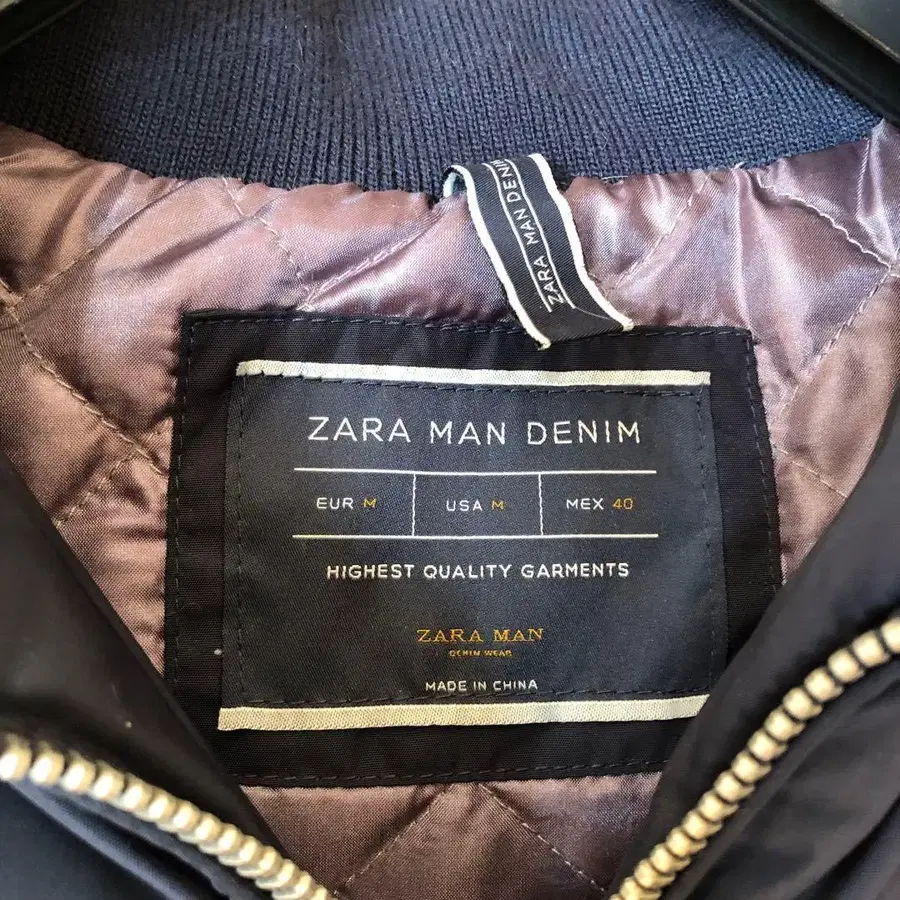 ZARA MAN DENIM
ZARA MAN DENIM
EUR M USA M MEX 40
HIGHEST QUALITY GARMENTS
ZARA MAN
DENIM WEAR
MADE IN CHINA